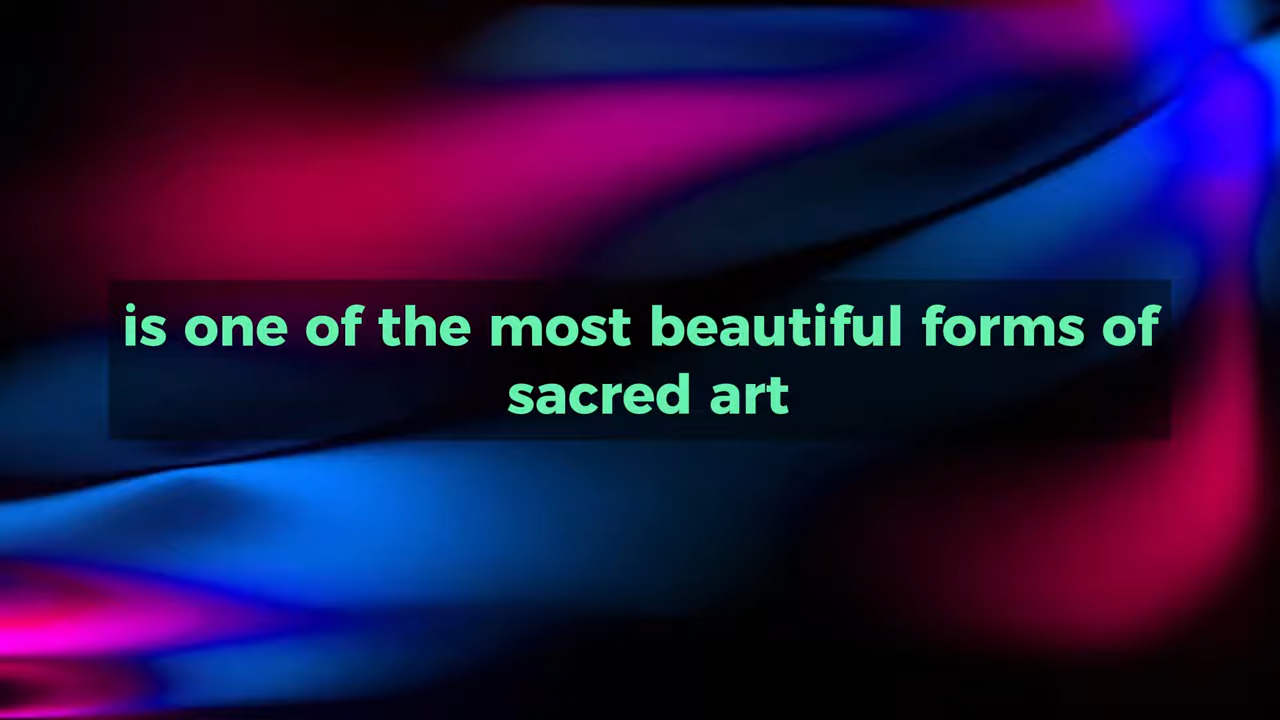 is one of the most beautiful forms of
sacred art